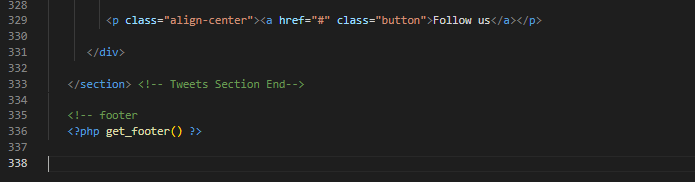 328
329 <p class="align-center"><a href="#" class="button">Follow us</a></p>
330
331 </div>
332
333 </section> <!-- Tweets Section End-->
334
335 <!-- footer
336 <?php get_footer() ?>
337
338